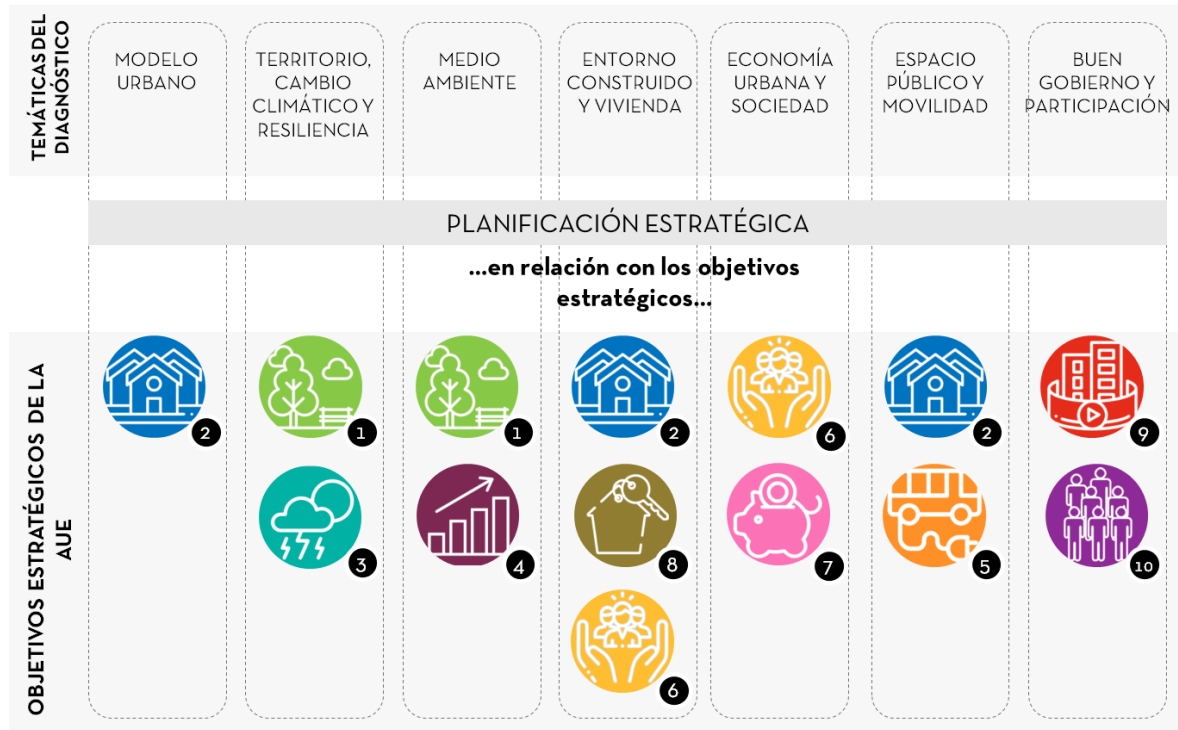 TEMÁTICAS DEL
DIAGNÓSTICO
MODELO
URBANO
TERRITORIO,
CAMBIO
CLIMÁTICO Y
RESILIENCIA
MEDIO
AMBIENTE
ENTORNO
CONSTRUIDO
Y VIVIENDA
ECONOMÍA
URBANA Y
SOCIEDAD
ESPACIO
PÚBLICO Y
MOVILIDAD
BUEN
GOBIERNO Y
PARTICIPACIÓN
PLANIFICACIÓN ESTRATÉGICA
...en relación con los objetivos
estratégicos...
OBJETIVOS ESTRATÉGICOS DE LA
AUE
2
1
1
2
6
2
9
3
4
8
7
5
10
6